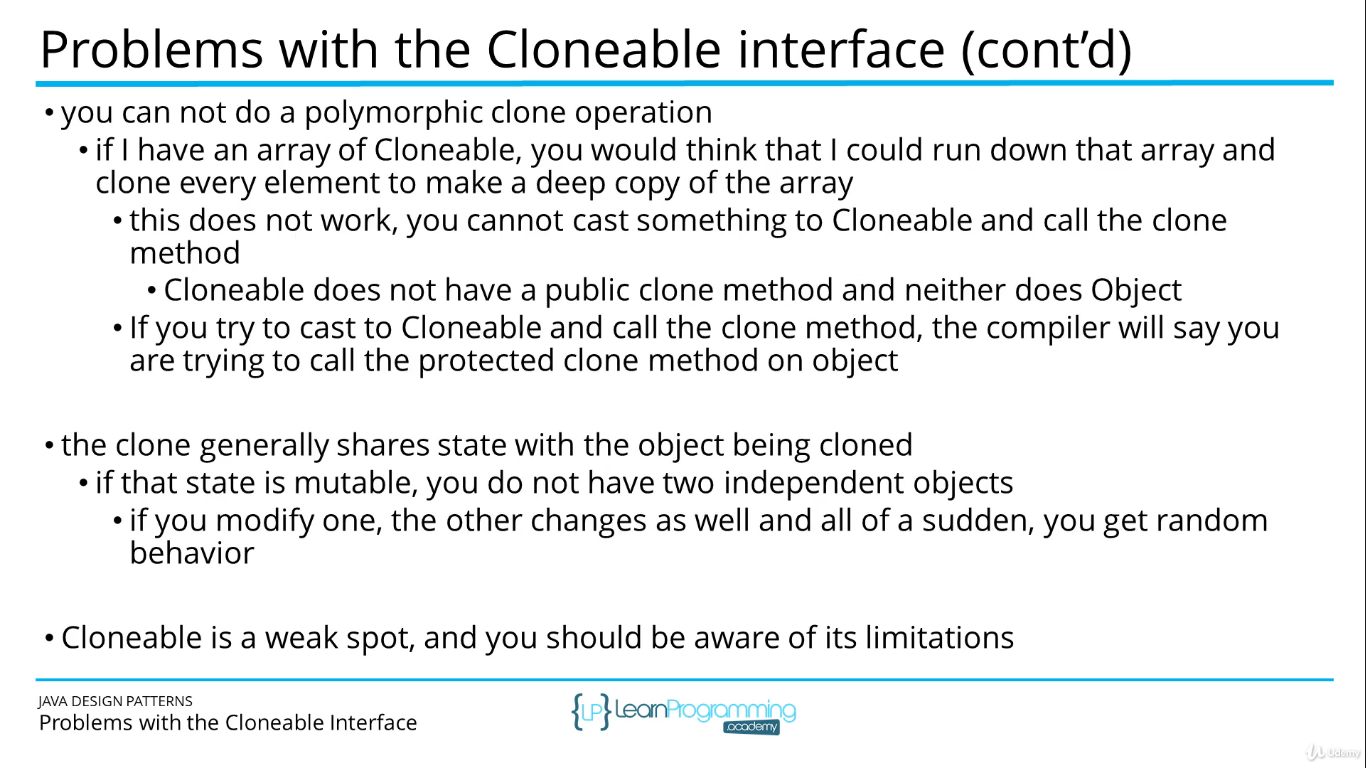 Problems with the Cloneable interface (cont’d)
• you can not do a polymorphic clone operation
• if I have an array of Cloneable, you would think that I could run down that array and
clone every element to make a deep copy of the array
• this does not work, you cannot cast something to Cloneable and call the clone
method
• Cloneable does not have a public clone method and neither does Object
• If you try to cast to Cloneable and call the clone method, the compiler will say you
are trying to call the protected clone method on object
• the clone generally shares state with the object being cloned
• if that state is mutable, you do not have two independent objects
• if you modify one, the other changes as well and all of a sudden, you get random
behavior
• Cloneable is a weak spot, and you should be aware of its limitations
JAVA DESIGN PATTERNS
Problems with the Cloneable Interface
{LP} LearnProgramming
.academy
Udemy